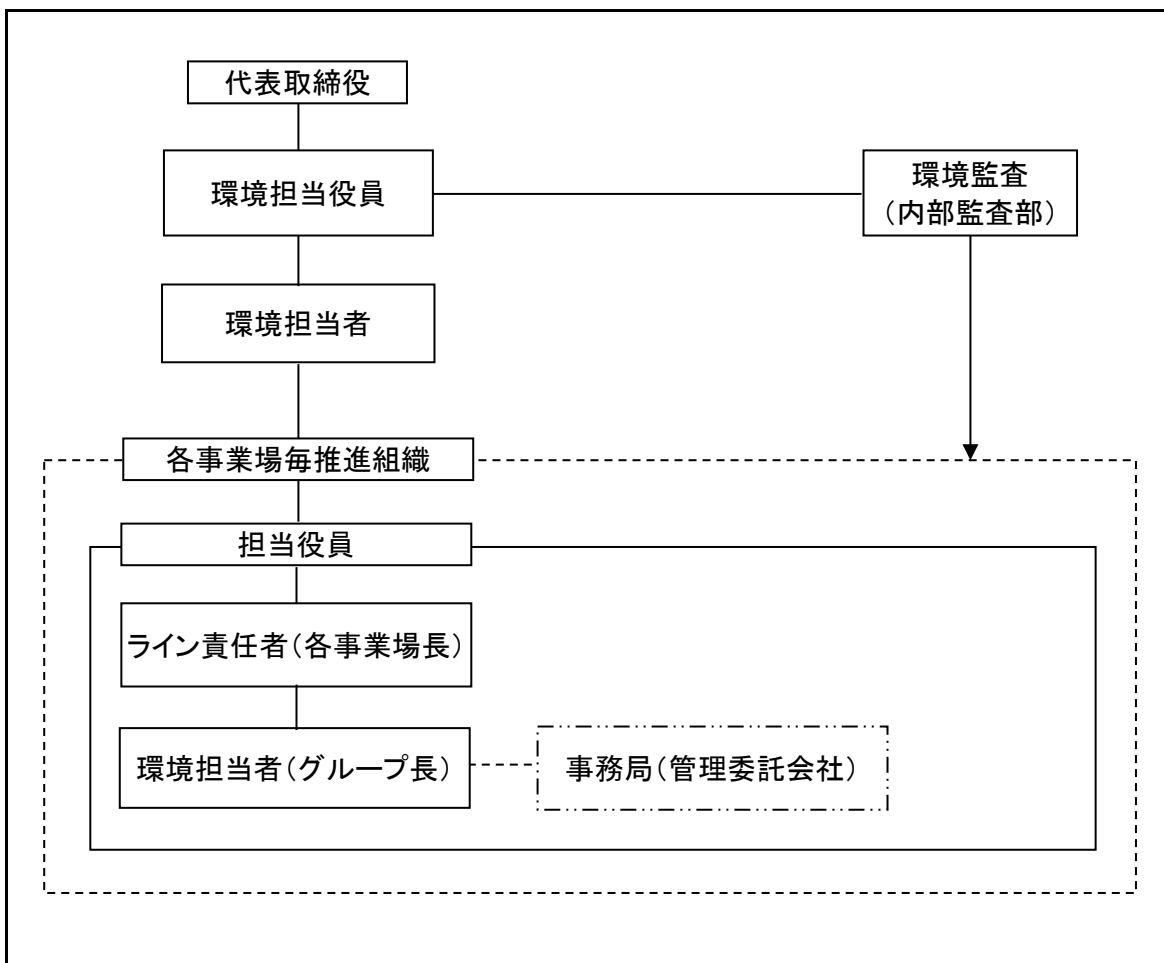 代表取締役
環境担当役員
環境監査
（内部監査部）
環境担当者
各事業場毎推進組織
担当役員
ライン責任者（各事業場長）
環境担当者（グループ長）
事務局（管理委託会社）